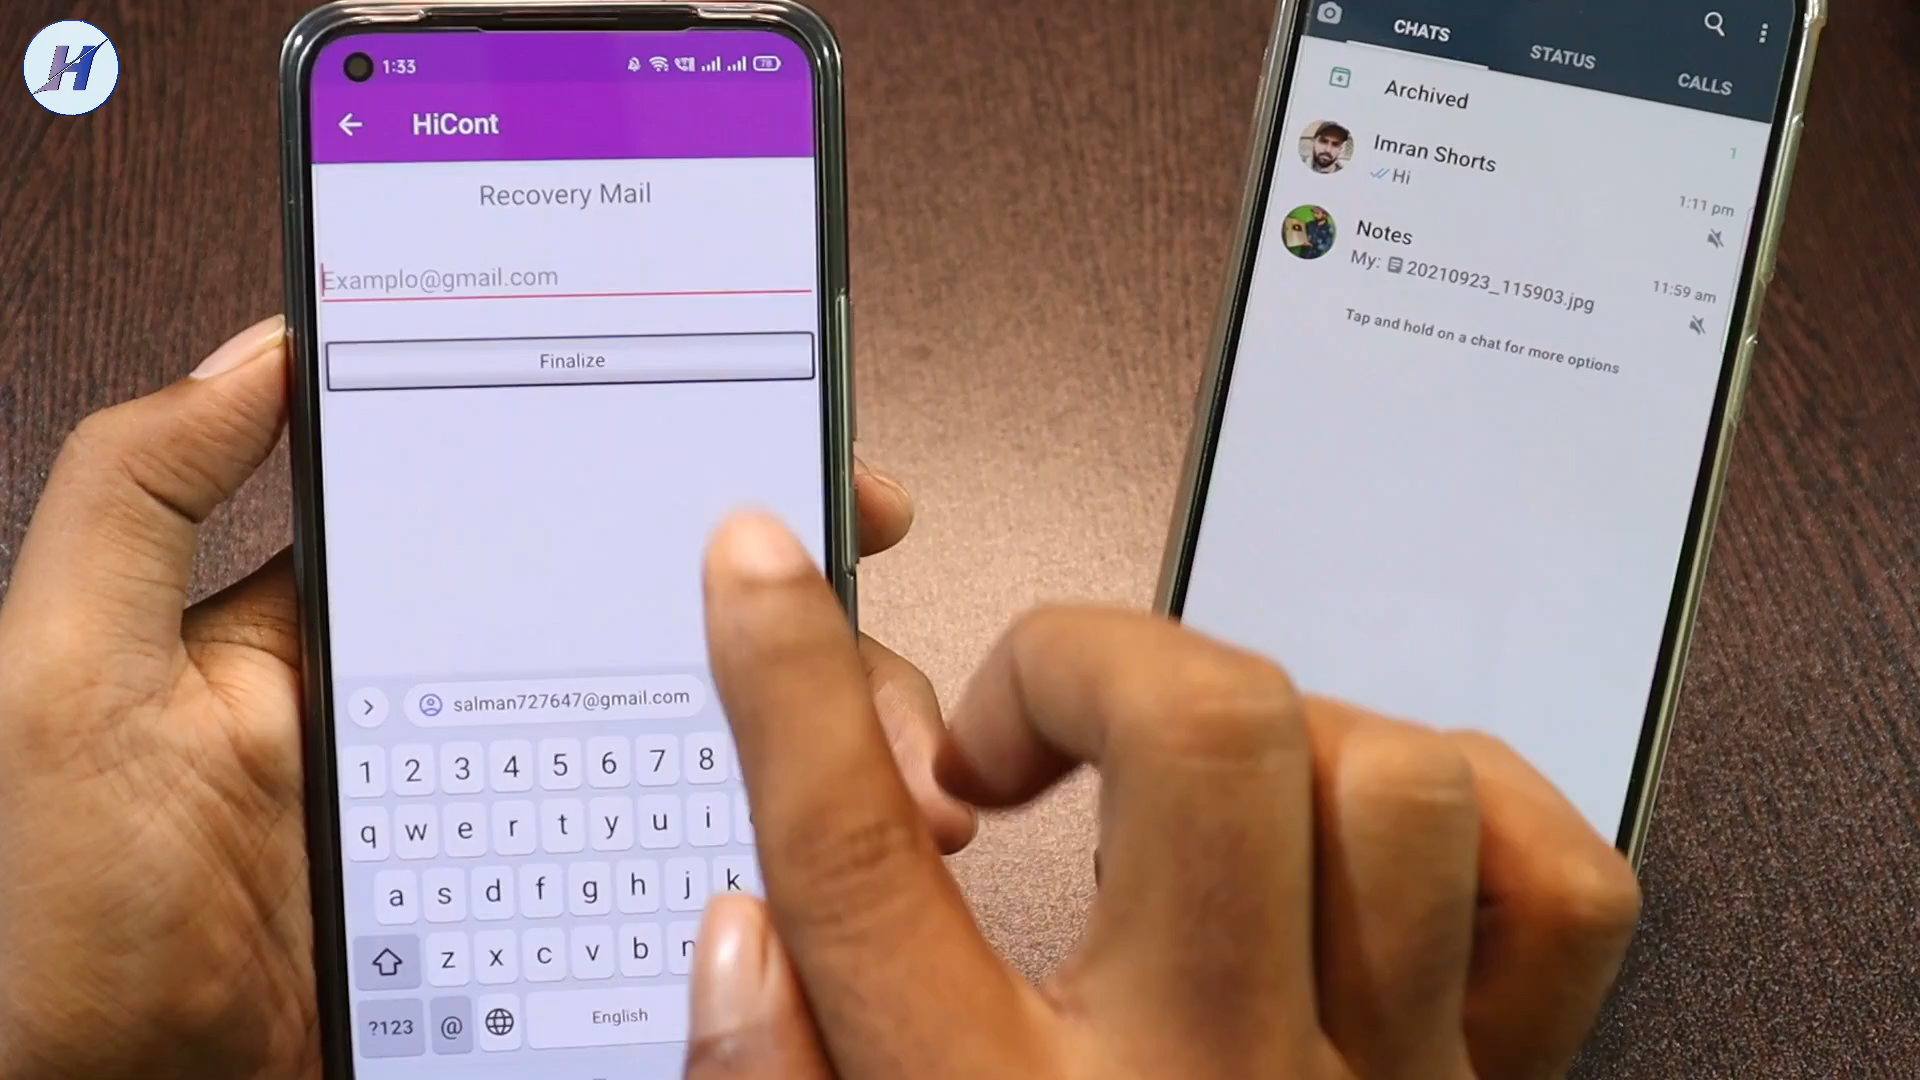 H
1:33
78
HiCont
Recovery Mail
Examplo@gmail.com
Finalize
salman727647@gmail.com
1 2 3 4 5 6 7 8
q w e r t y u i
a s d f g h j k
z x c v b n
?123 @ English
CHATS STATUS CALLS
Archived
1
Imran Shorts
Hi
1:11 pm
Notes
My: 20210923_115903.jpg
11:59 am
Tap and hold on a chat for more options